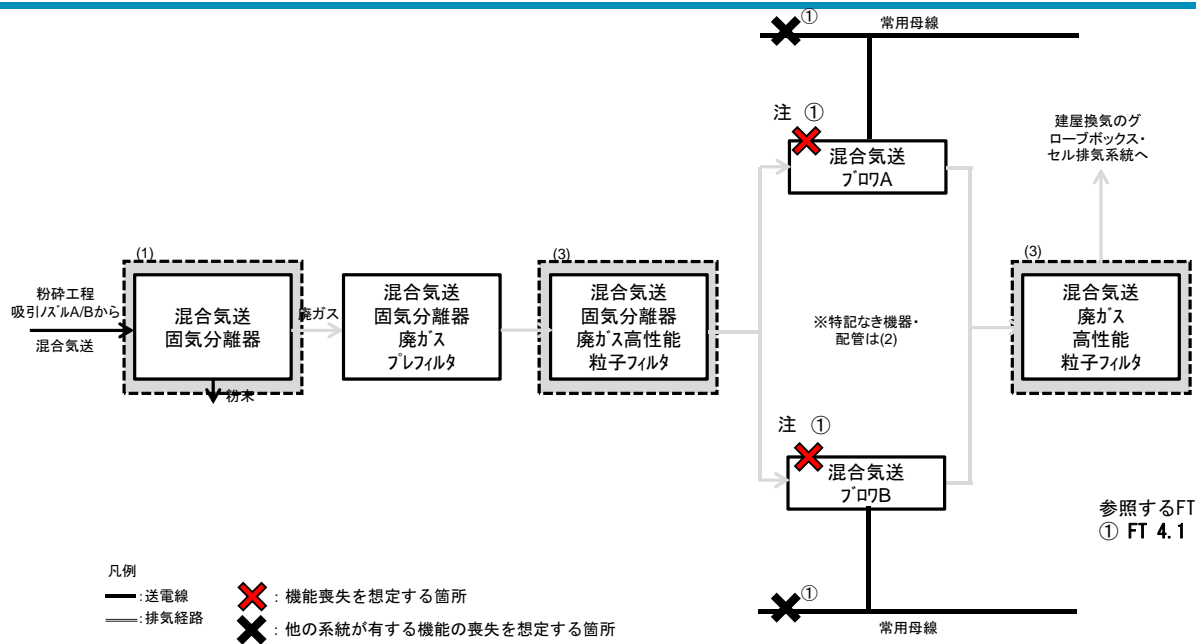 ①
常用母線
注 ①
混合気送
ブロワA
建屋換気のグ
ローブボックス・
セル排気系統へ
(1)
粉砕工程
吸引ノズルA/Bから
混合気送
混合気送
固気分離器
粉末
廃ガス
混合気送
固気分離器
廃ガス
プレフィルタ
(3)
混合気送
固気分離器
廃ガス高性能
粒子フィルタ
※特記なき機器・
配管は(2)
(3)
混合気送
廃ガス
高性能
粒子フィルタ
注 ①
混合気送
ブロワB
参照するFT
① FT 4.1
①
常用母線
凡例
:送電線
:排気経路
: 機能喪失を想定する箇所
: 他の系統が有する機能の喪失を想定する箇所